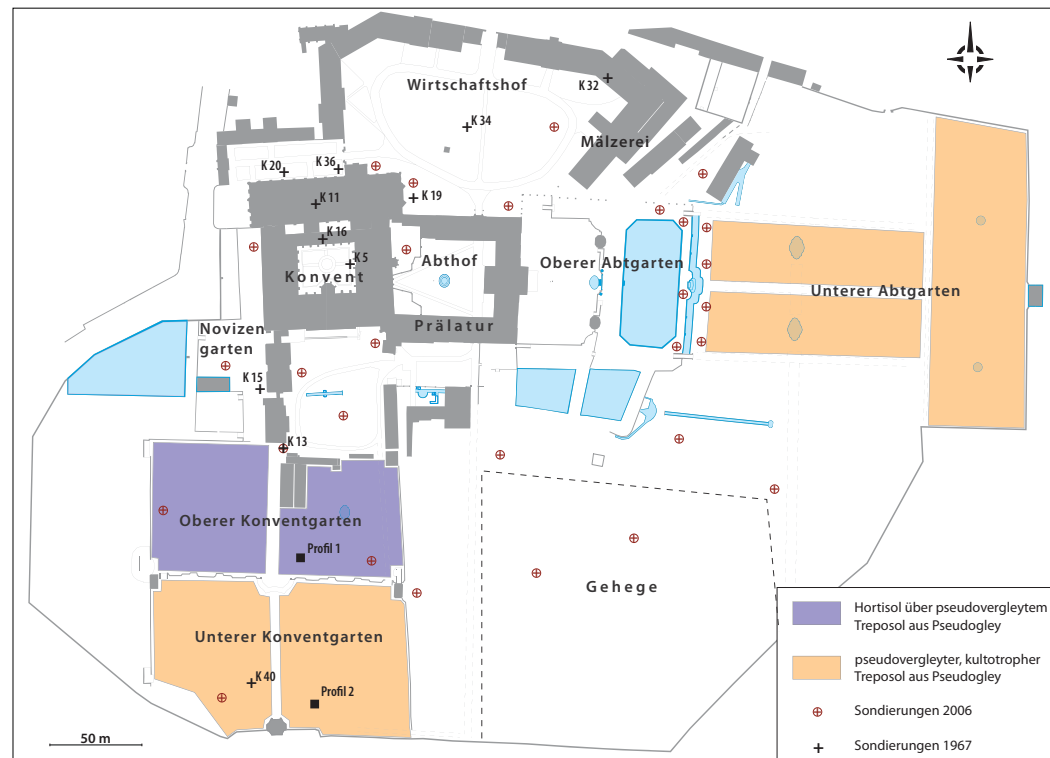 Wirtschaftshof
K 32
K 34
Mälzerei
K 20
K 36
K 11
K 19
K 16
K 5
Konvent
Abthof
Oberer Abtgarten
Unterer Abtgarten
Prälatur
Novizen
garten
K 15
K 13
Oberer Konventgarten
Profil 1
Gehege
Unterer Konventgarten
K 40
Profil 2
50 m
Hortisol über pseudovergleytem
Treposol aus Pseudogley
pseudovergleyter, kultotropher
Treposol aus Pseudogley
Sondierungen 2006
Sondierungen 1967